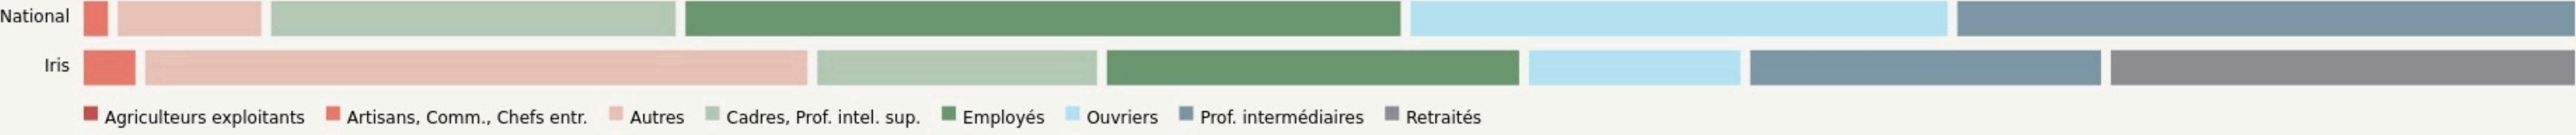 National
Iris
Agriculteurs exploitants Artisans, Comm., Chefs entr. Autres Cadres, Prof. intel. sup. Employés Ouvriers Prof. intermédiaires Retraités